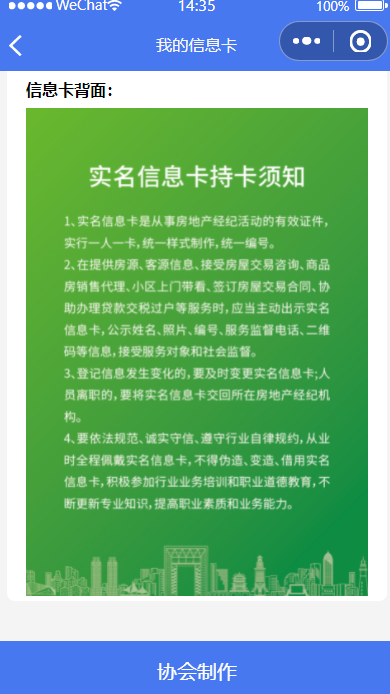 WeChat 14:35 100%
我的信息卡
信息卡背面：
实名信息卡持卡须知
1、实名信息卡是从事房地产经纪活动的有效证件，
实行一人一卡，统一样式制作，统一编号。
2、在提供房源、客源信息、接受房屋交易咨询、商品
房销售代理、小区上门带看、签订房屋交易合同、协
助办理贷款交税过户等服务时，应当主动出示实名
信息卡，公示姓名、照片、编号、服务监督电话、二维
码等信息，接受服务对象和社会监督。
3、登记信息发生变化的，要及时变更实名信息卡;人
员离职的，要将实名信息卡交回所在房地产经纪机
构。
4、要依法规范、诚实守信、遵守行业自律规约，从业
时全程佩戴实名信息卡，不得伪造、变造、借用实名
信息卡，积极参加行业业务培训和职业道德教育，不
断更新专业知识，提高职业素质和业务能力。
协会制作